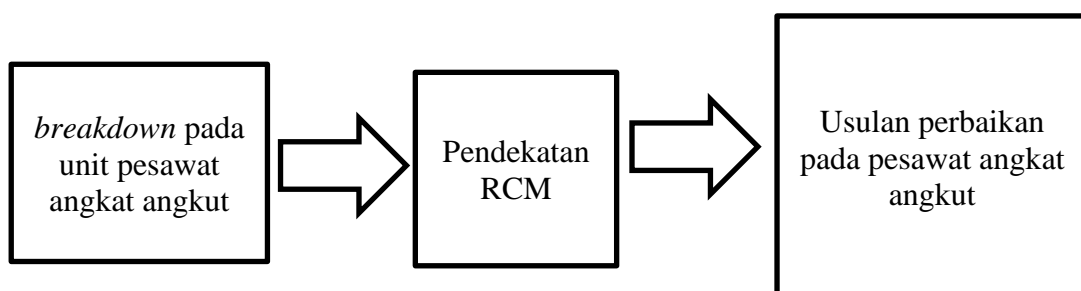 breakdown pada
unit pesawat
angkat angkut
Pendekatan
RCM
Usulan perbaikan
pada pesawat angkat
angkut